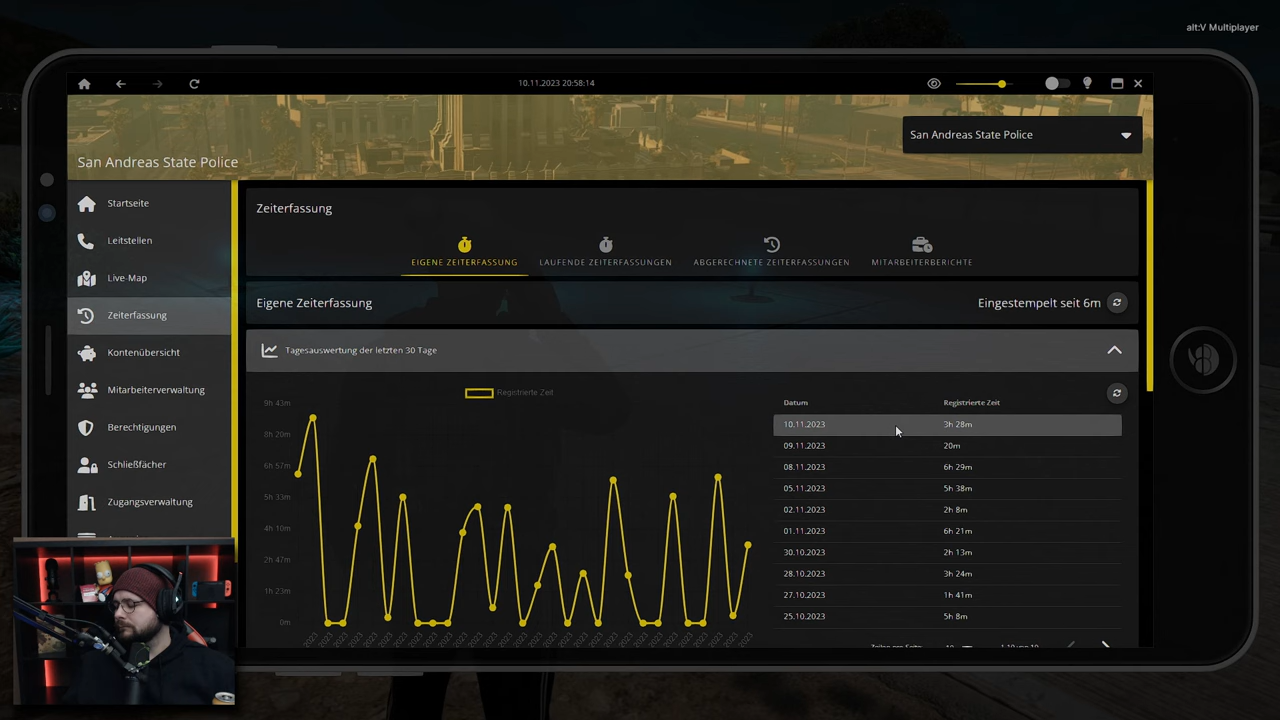 alt:V Multiplayer
10.11.2023 20:58:14
San Andreas State Police
San Andreas State Police
Startseite
Leitstellen
Live-Map
Zeiterfassung
Kontenübersicht
Mitarbeiterverwaltung
Berechtigungen
Schließfächer
Zugangsverwaltung
Zeiterfassung
EIGENE ZEITERFASSUNG
LAUFENDE ZEITERFASSUNGEN
ABGERECHNETE ZEITERFASSUNGEN
MITARBEITERBERICHTE
Eigene Zeiterfassung
Eingestempelt seit 6m
Tagesauswertung der letzten 30 Tage
Registrierte Zeit
9h 43m
8h 20m
6h 57m
5h 33m
4h 10m
2h 47m
1h 23m
0m
Datum Registrierte Zeit
10.11.2023 3h 28m
09.11.2023 20m
08.11.2023 6h 29m
05.11.2023 5h 38m
02.11.2023 2h 8m
01.11.2023 6h 21m
30.10.2023 2h 13m
28.10.2023 3h 24m
27.10.2023 1h 41m
25.10.2023 5h 8m
Zeilen pro Seite: